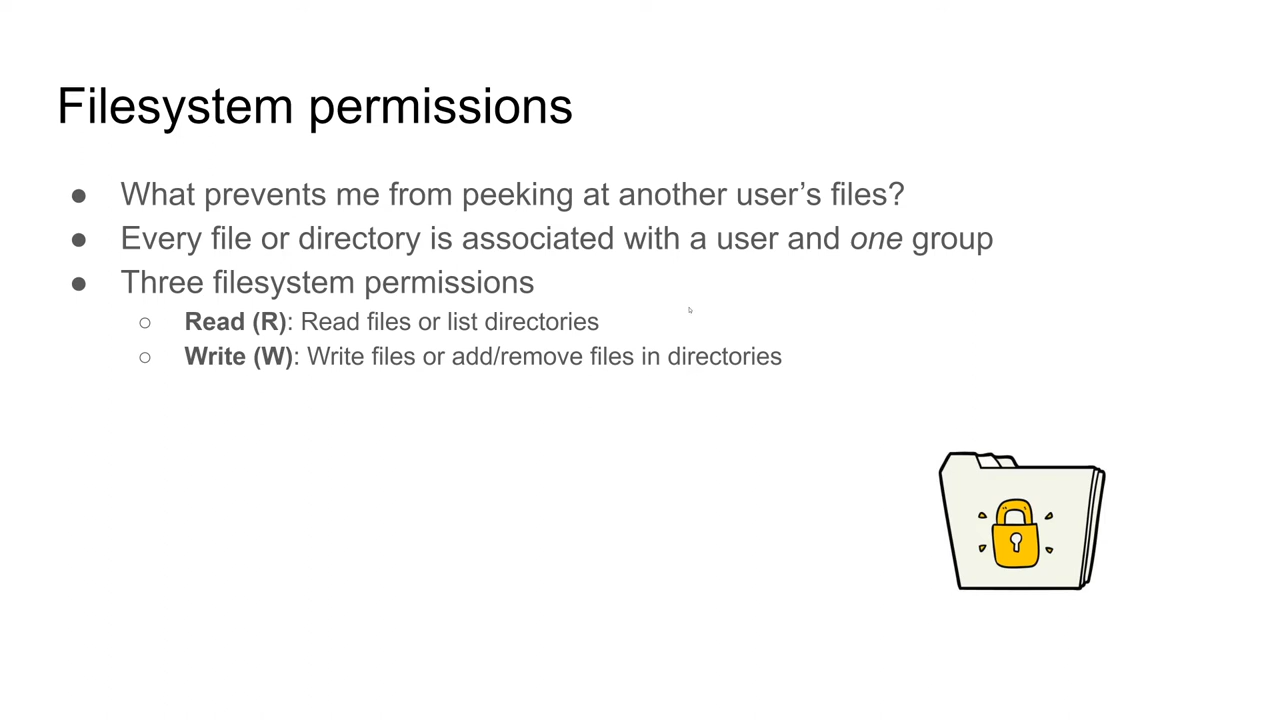 Filesystem permissions
● What prevents me from peeking at another user’s files?
● Every file or directory is associated with a user and one group
● Three filesystem permissions
○ Read (R): Read files or list directories
○ Write (W): Write files or add/remove files in directories